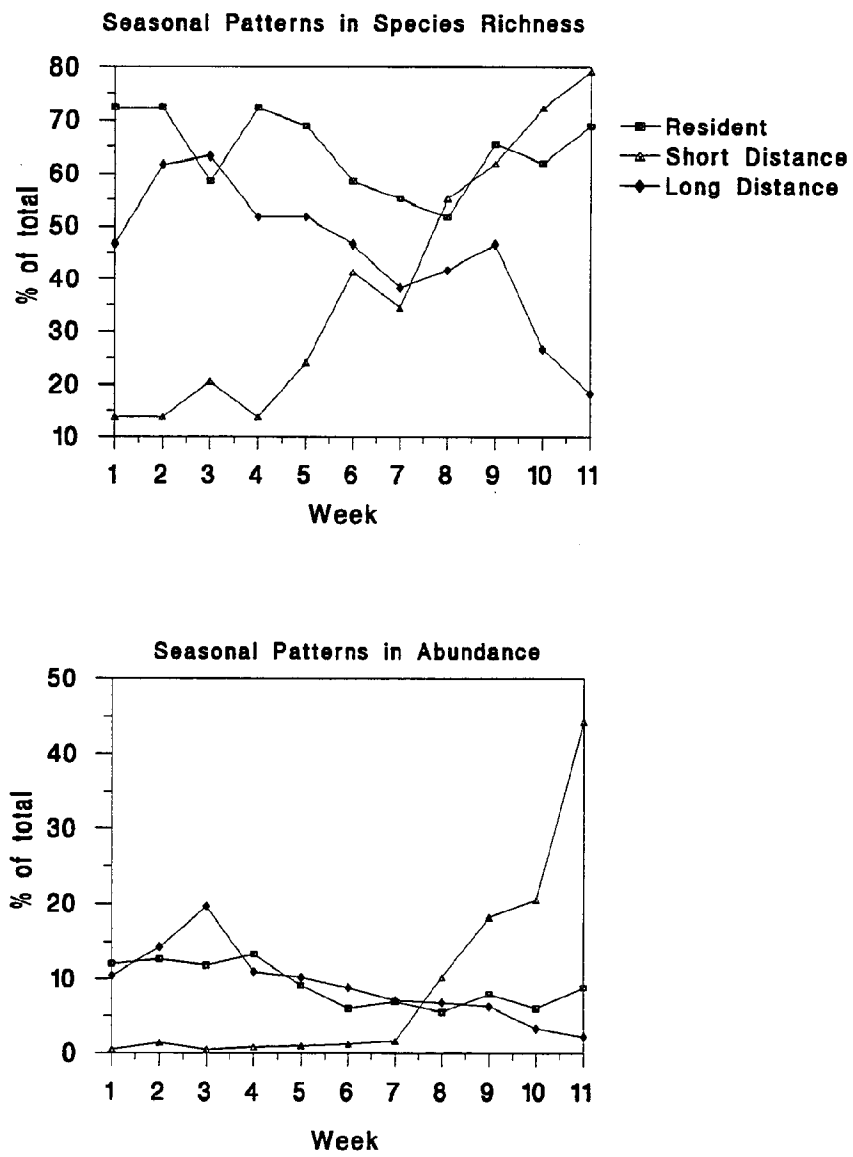 Seasonal Patterns in Species Richness
80
70
60
50
40
30
20
10
% of total
1 2 3 4 5 6 7 8 9 10 11
Week
Resident
Short Distance
Long Distance
Seasonal Patterns in Abundance
50
40
30
20
10
0
% of total
1 2 3 4 5 6 7 8 9 10 11
Week